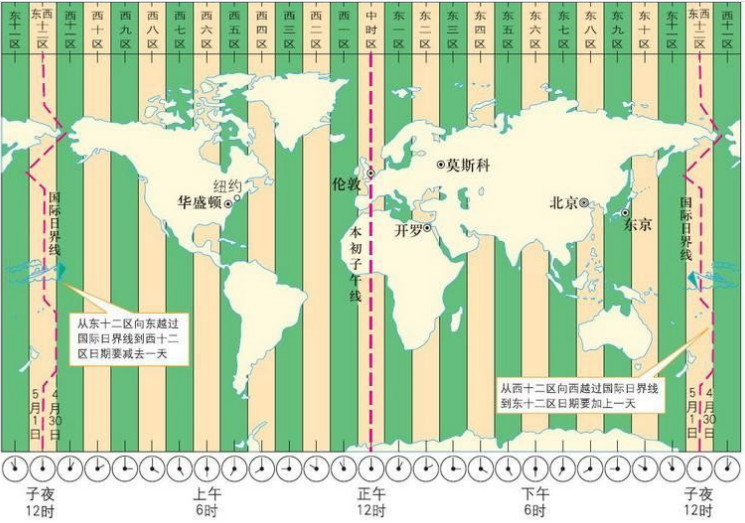 东十一区
东西十二区
西十一区
西十区
西九区
西八区
西七区
西六区
西五区
西四区
西三区
西二区
西一区
中时区
东一区
东二区
东三区
东四区
东五区
东六区
东七区
东八区
东九区
东十区
东十一区
东西十二区
西十一区
莫斯科
伦敦
纽约
华盛顿
北京
东京
开罗
国际日界线
本初子午线
国际日界线
从东十二区向东越过
国际日界线到西十二
区日期要减去一天
从西十二区向西越过国际日界线
到东十二区日期要加上一天
5月1日
4月30日
5月1日
4月30日
子夜
12时
上午
6时
正午
12时
下午
6时
子夜
12时